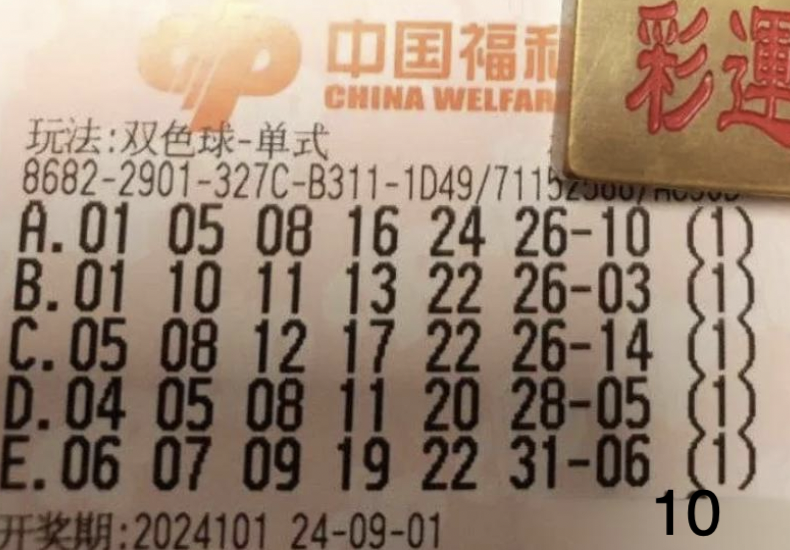 中国福利
CHINA WELFAR
彩運
玩法:双色球-单式
8682-2901-327C-B311-1D49/71152
A.01 05 08 16 24 26-10 (1)
B.01 10 11 13 22 26-03 (1)
C.05 08 12 17 22 26-14 (1)
D.04 05 08 11 20 28-05 (1)
E.06 07 09 19 22 31-06 (1)
10
开奖期:2024101 24-09-01